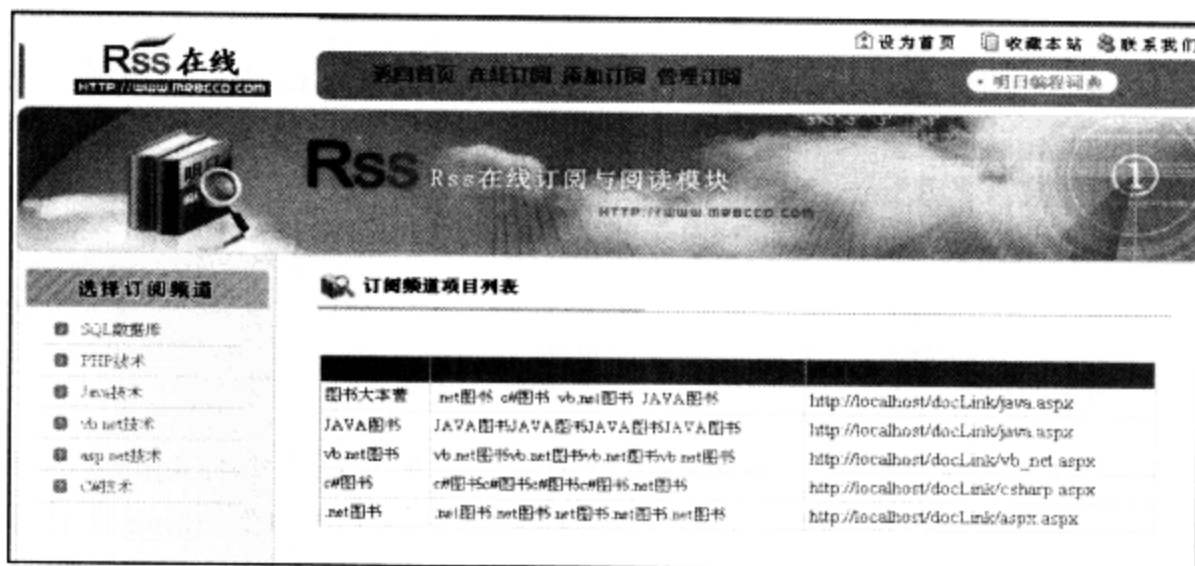 设为首页 收藏本站 联系我们
Rss在线
HTTP://WWW.MRBCCD.COM
返回首页 在线订阅 添加订阅 管理订阅
• 明日编程词典
Rss Rss在线订阅与阅读模块
HTTP://WWW.MRBCCD.COM
1
选择订阅频道
SQL数据库
PHP技术
Java技术
vb.net技术
asp.net技术
C#技术
订阅频道项目列表
图书大本营 .net图书 c#图书 vb.net图书 JAVA图书 http://localhost/docLink/java.aspx
JAVA图书 JAVA图书JAVA图书JAVA图书JAVA图书 http://localhost/docLink/java.aspx
vb.net图书 vb.net图书vb.net图书vb.net图书vb.net图书 http://localhost/docLink/vb_net.aspx
c#图书 c#图书c#图书c#图书c#图书.net图书 http://localhost/docLink/csharp.aspx
.net图书 .net图书.net图书.net图书.net图书.net图书 http://localhost/docLink/aspx.aspx